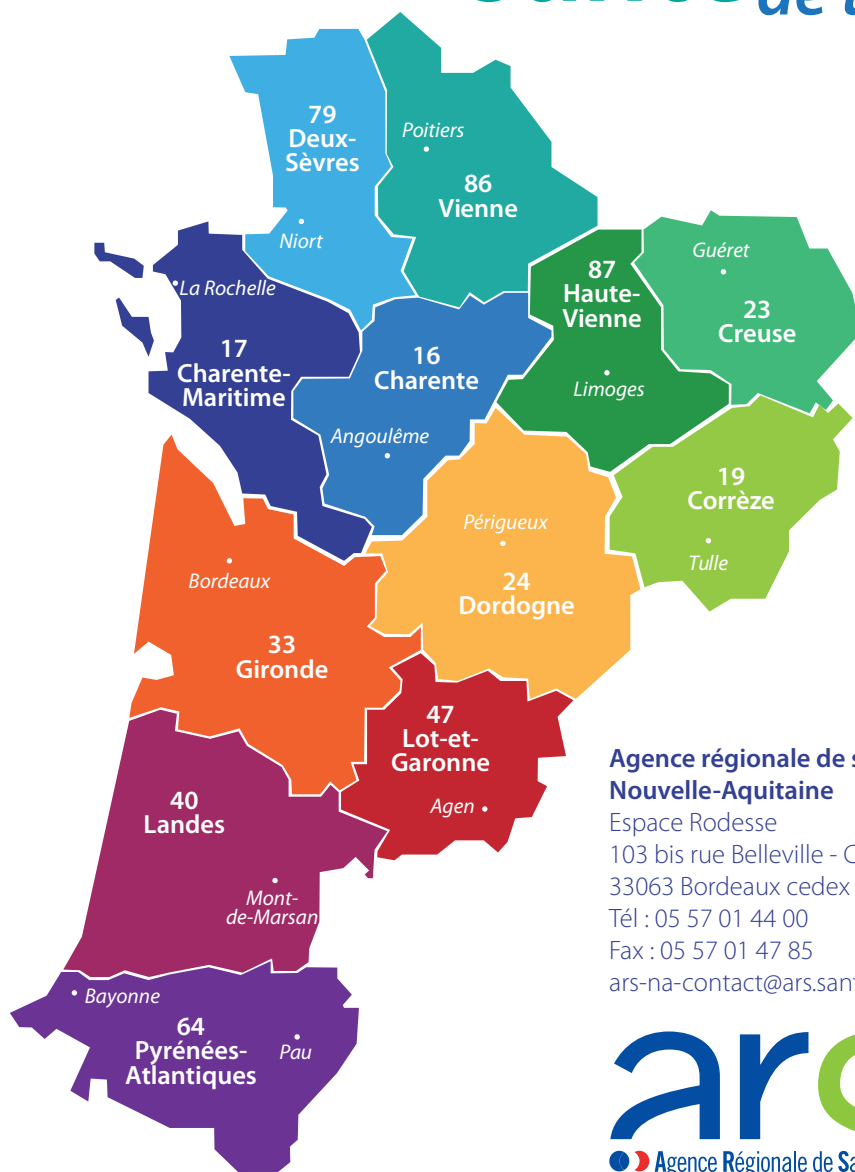 de
79
Deux-
Sèvres
Niort
Poitiers
86
Vienne
La Rochelle
17
Charente-
Maritime
16
Charente
Angoulême
87
Haute-
Vienne
Limoges
Guéret
23
Creuse
19
Corrèze
Tulle
Périgueux
24
Dordogne
Bordeaux
33
Gironde
47
Lot-et-
Garonne
Agen
40
Landes
Mont-
de-Marsan
Bayonne
64
Pyrénées-
Atlantiques
Pau
Agence régionale de s
Nouvelle-Aquitaine
Espace Rodesse
103 bis rue Belleville - C
33063 Bordeaux cedex
Tél : 05 57 01 44 00
Fax : 05 57 01 47 85
ars-na-contact@ars.san
ar
Agence Régionale de Sa